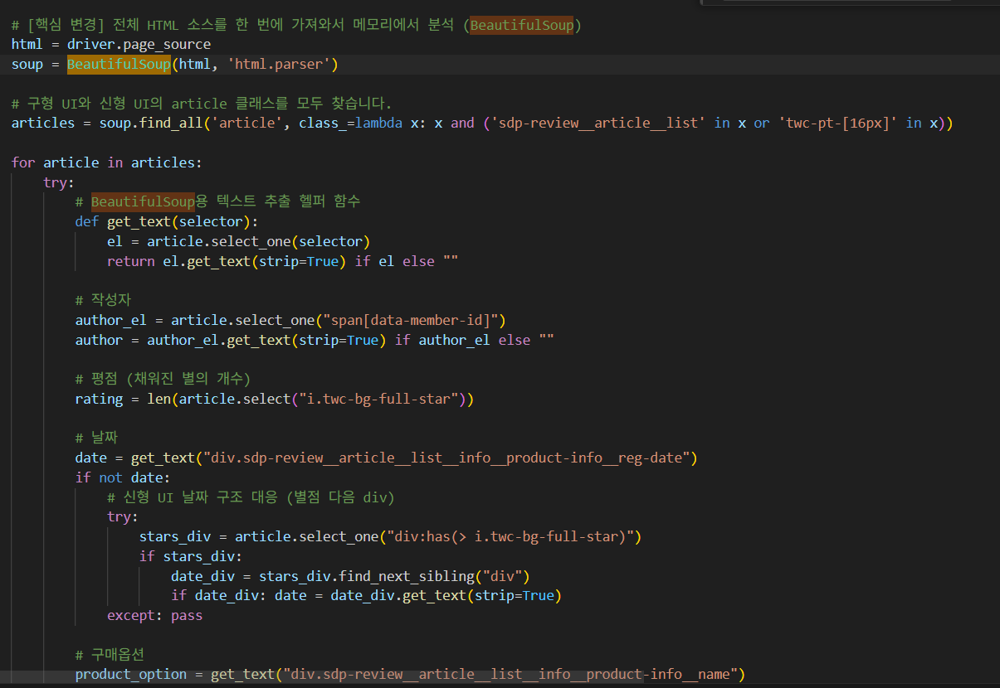 # [핵심 변경] 전체 HTML 소스를 한 번에 가져와서 메모리에서 분석 (BeautifulSoup)
html = driver.page_source
soup = BeautifulSoup(html, 'html.parser')
# 구형 UI와 신형 UI의 article 클래스를 모두 찾습니다.
articles = soup.find_all('article', class_=lambda x: x and ('sdp-review__article__list' in x or 'twc-pt-[16px]' in x))
for article in articles:
try:
# BeautifulSoup용 텍스트 추출 헬퍼 함수
def get_text(selector):
el = article.select_one(selector)
return el.get_text(strip=True) if el else ""
# 작성자
author_el = article.select_one("span[data-member-id]")
author = author_el.get_text(strip=True) if author_el else ""
# 평점 (채워진 별의 개수)
rating = len(article.select("i.twc-bg-full-star"))
# 날짜
date = get_text("div.sdp-review__article__list__info__product-info__reg-date")
if not date:
# 신형 UI 날짜 구조 대응 (별점 다음 div)
try:
stars_div = article.select_one("div:has(> i.twc-bg-full-star)")
if stars_div:
date_div = stars_div.find_next_sibling("div")
if date_div: date = date_div.get_text(strip=True)
except: pass
# 구매옵션
product_option = get_text("div.sdp-review__article__list__info__product-info__name")